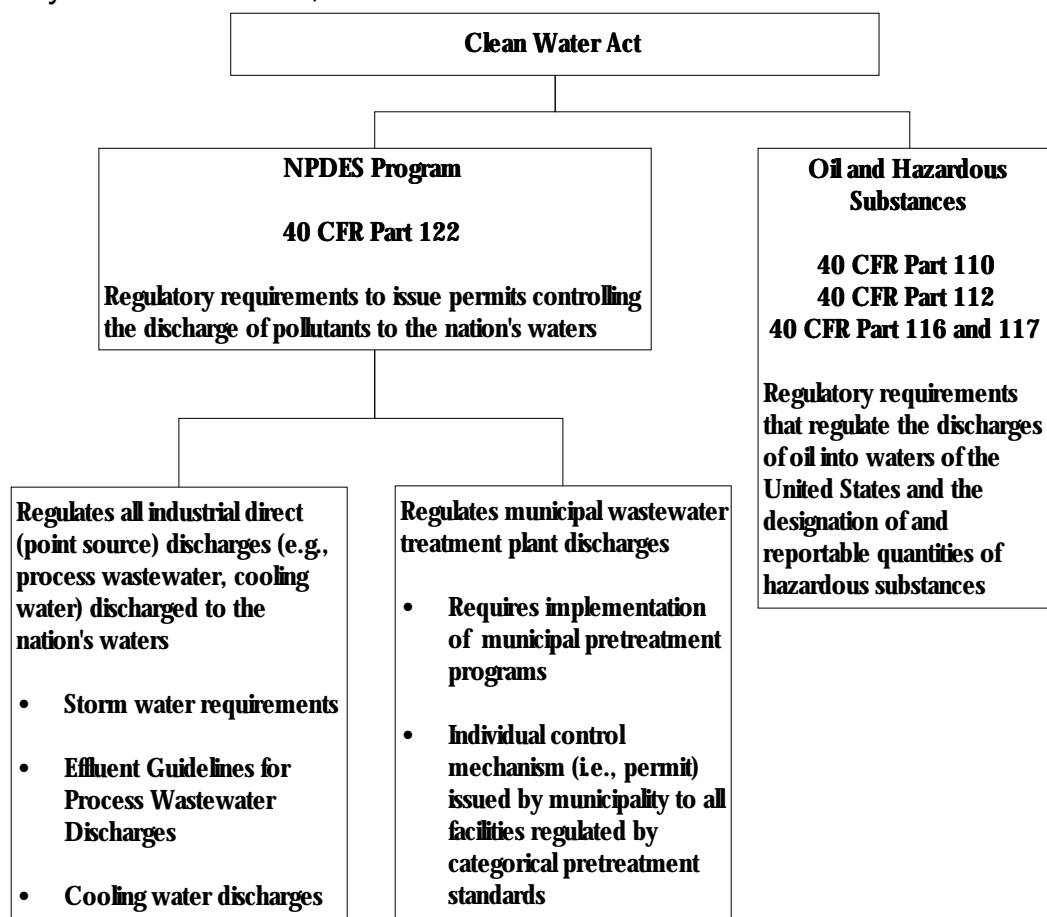 Clean Water Act
NPDES Program
40 CFR Part 122
Regulatory requirements to issue permits controlling
the discharge of pollutants to the nation's waters
Oil and Hazardous
Substances
40 CFR Part 110
40 CFR Part 112
40 CFR Part 116 and 117
Regulatory requirements
that regulate the discharges
of oil into waters of the
United States and the
designation of and
reportable quantities of
hazardous substances
Regulates all industrial direct
(point source) discharges (e.g.,
process wastewater, cooling
water) discharged to the
nation's waters
• Storm water requirements
• Effluent Guidelines for
Process Wastewater
Discharges
• Cooling water discharges
Regulates municipal wastewater
treatment plant discharges
• Requires implementation
of municipal pretreatment
programs
• Individual control
mechanism (i.e., permit)
issued by municipality to all
facilities regulated by
categorical pretreatment
standards